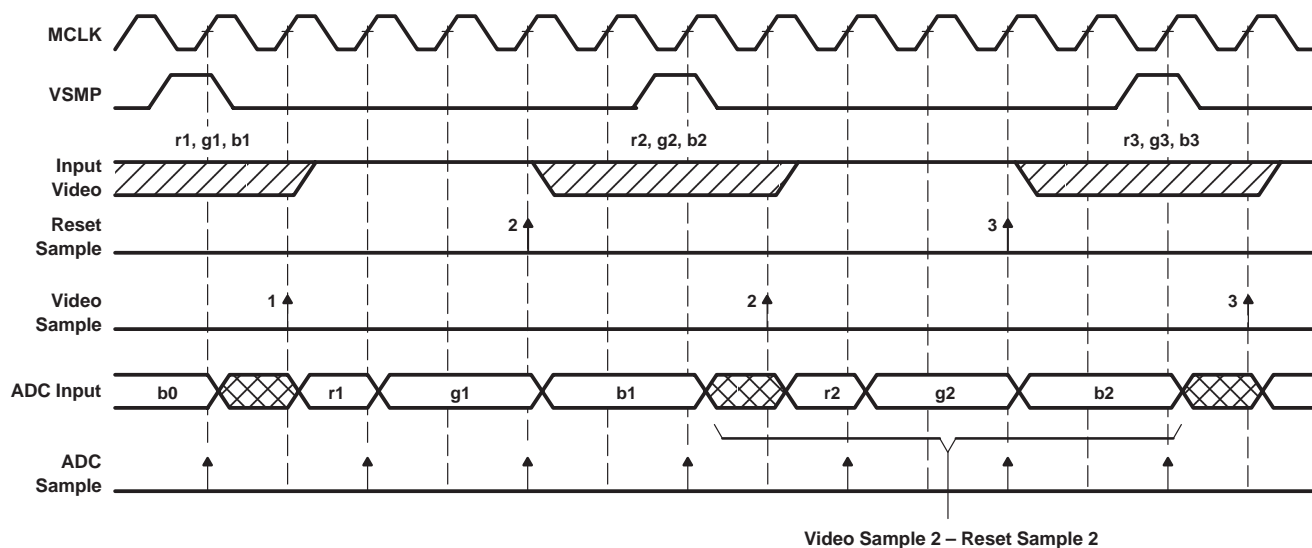 MCLK
VSMP
r1, g1, b1
r2, g2, b2
r3, g3, b3
Input
Video
Reset
Sample
2
3
Video
Sample
1
2
3
ADC Input
b0
r1
g1
b1
r2
g2
b2
ADC
Sample
Video Sample 2 – Reset Sample 2